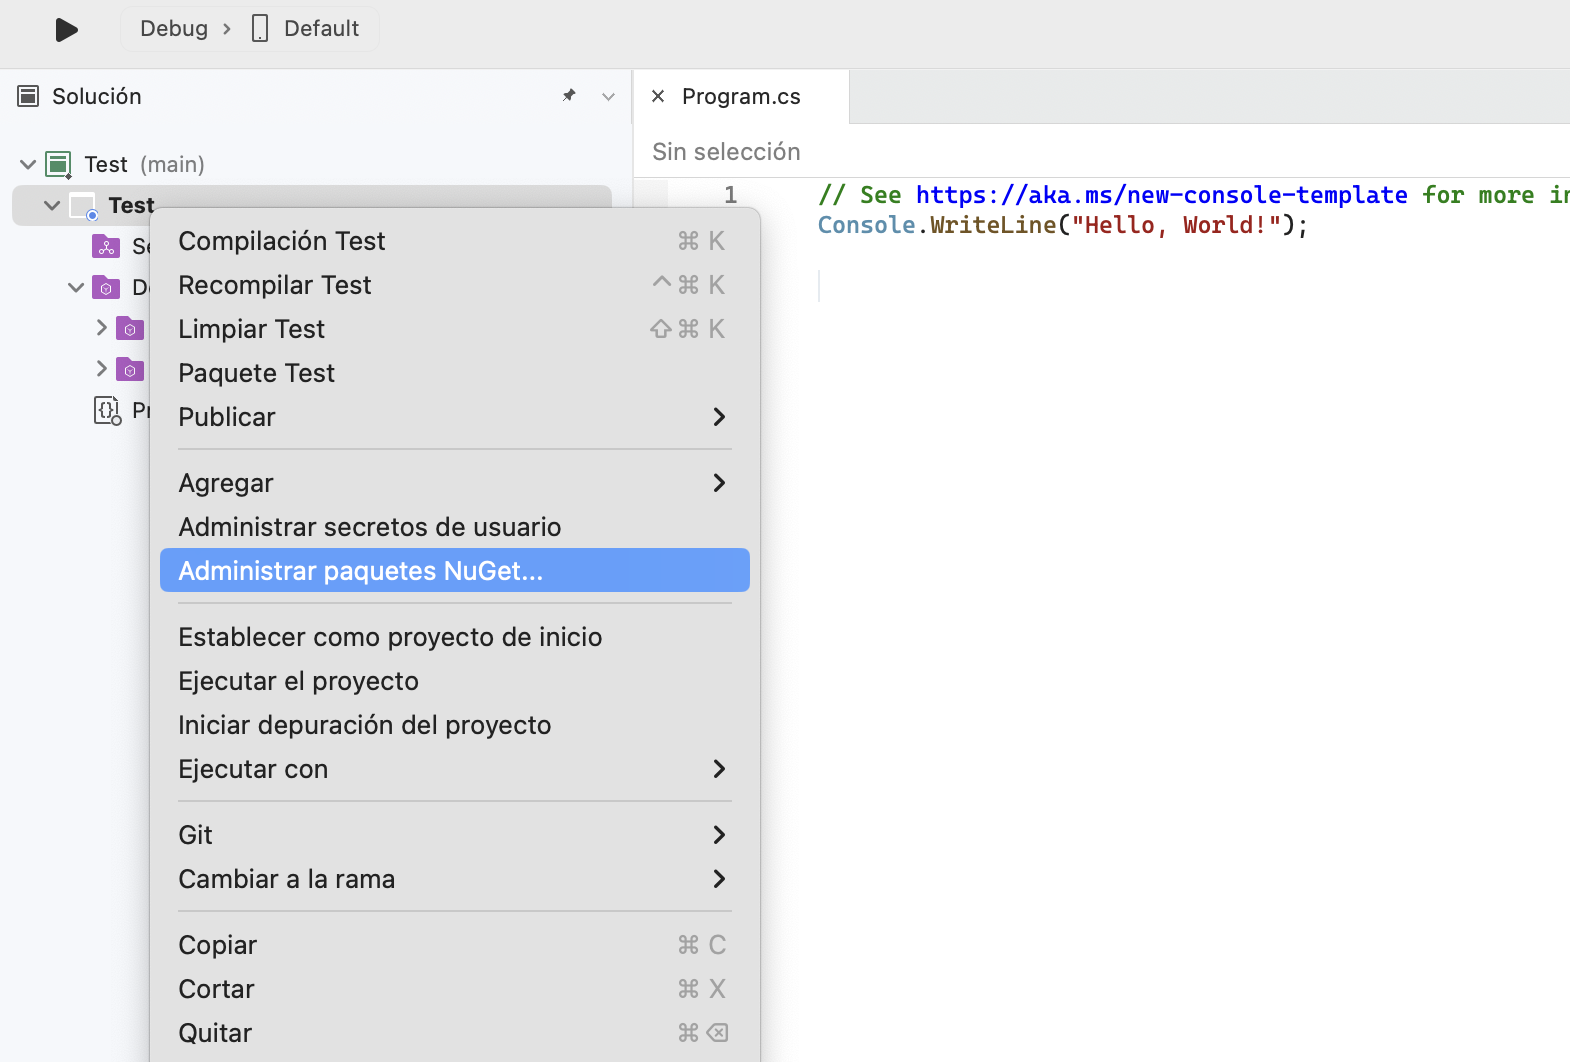 Debug › Default
Solución
Program.cs
Sin selección
Test (main)
Test
1 // See https://aka.ms/new-console-template for more
Console.WriteLine("Hello, World!");
Compilación Test ⌘ K
Recompilar Test ^ ⌘ K
Limpiar Test ⇧ ⌘ K
Paquete Test
Publicar
Agregar
Administrar secretos de usuario
Administrar paquetes NuGet...
Establecer como proyecto de inicio
Ejecutar el proyecto
Iniciar depuración del proyecto
Ejecutar con
Git
Cambiar a la rama
Copiar ⌘ C
Cortar ⌘ X
Quitar ⌘ ⌫